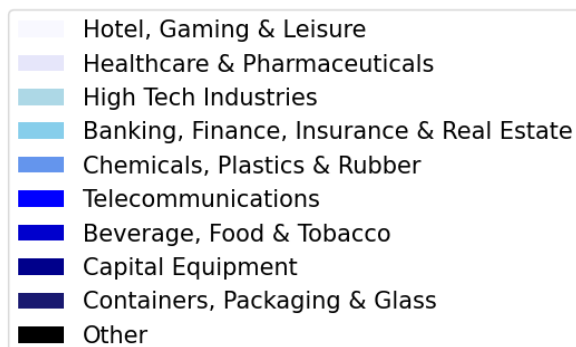 Hotel, Gaming & Leisure
Healthcare & Pharmaceuticals
High Tech Industries
Banking, Finance, Insurance & Real Estate
Chemicals, Plastics & Rubber
Telecommunications
Beverage, Food & Tobacco
Capital Equipment
Containers, Packaging & Glass
Other